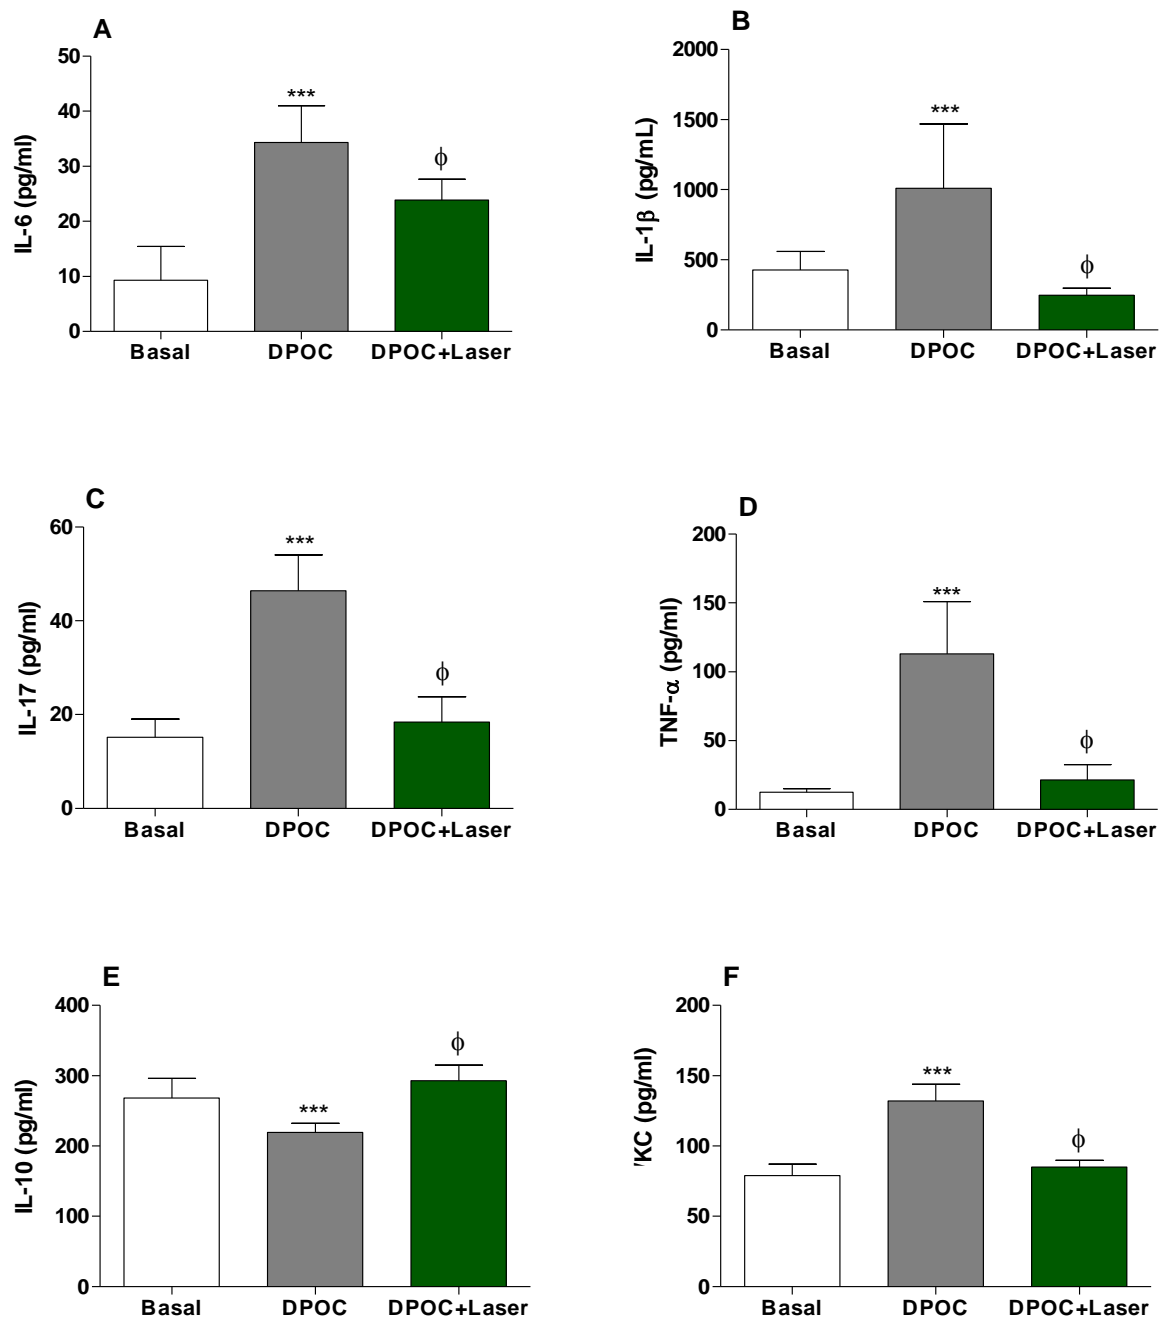 A
IL-6 (pg/ml)
50
40
30
20
10
0
***
ϕ
Basal DPOC DPOC+Laser
B
IL-1β (pg/mL)
2000
1500
1000
500
0
***
ϕ
Basal DPOC DPOC+Laser
C
IL-17 (pg/ml)
60
40
20
0
***
ϕ
Basal DPOC DPOC+Laser
D
TNF-α (pg/ml)
200
150
100
50
0
***
ϕ
Basal DPOC DPOC+Laser
E
IL-10 (pg/ml)
400
300
200
100
0
***
ϕ
Basal DPOC DPOC+Laser
F
KC (pg/ml)
200
150
100
50
0
***
ϕ
Basal DPOC DPOC+Laser